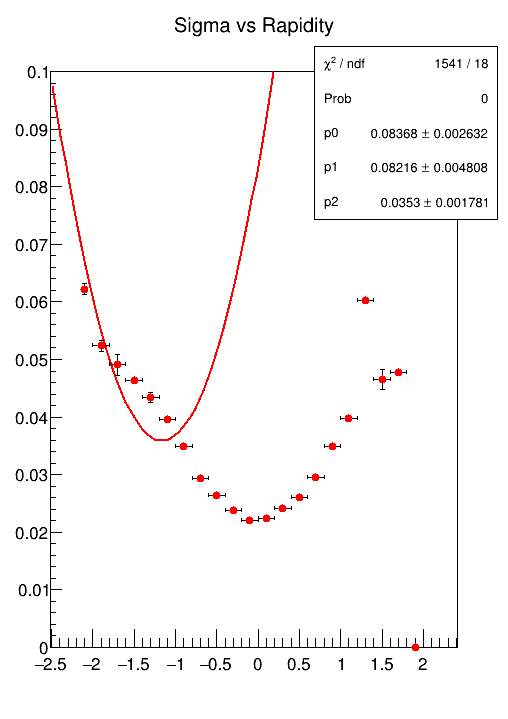 Sigma vs Rapidity
χ² / ndf 1541 / 18
Prob 0
p0 0.08368 ± 0.002632
p1 0.08216 ± 0.004808
p2 0.0353 ± 0.001781
0.1
0.09
0.08
0.07
0.06
0.05
0.04
0.03
0.02
0.01
0
−2.5 −2 −1.5 −1 −0.5 0 0.5 1 1.5 2